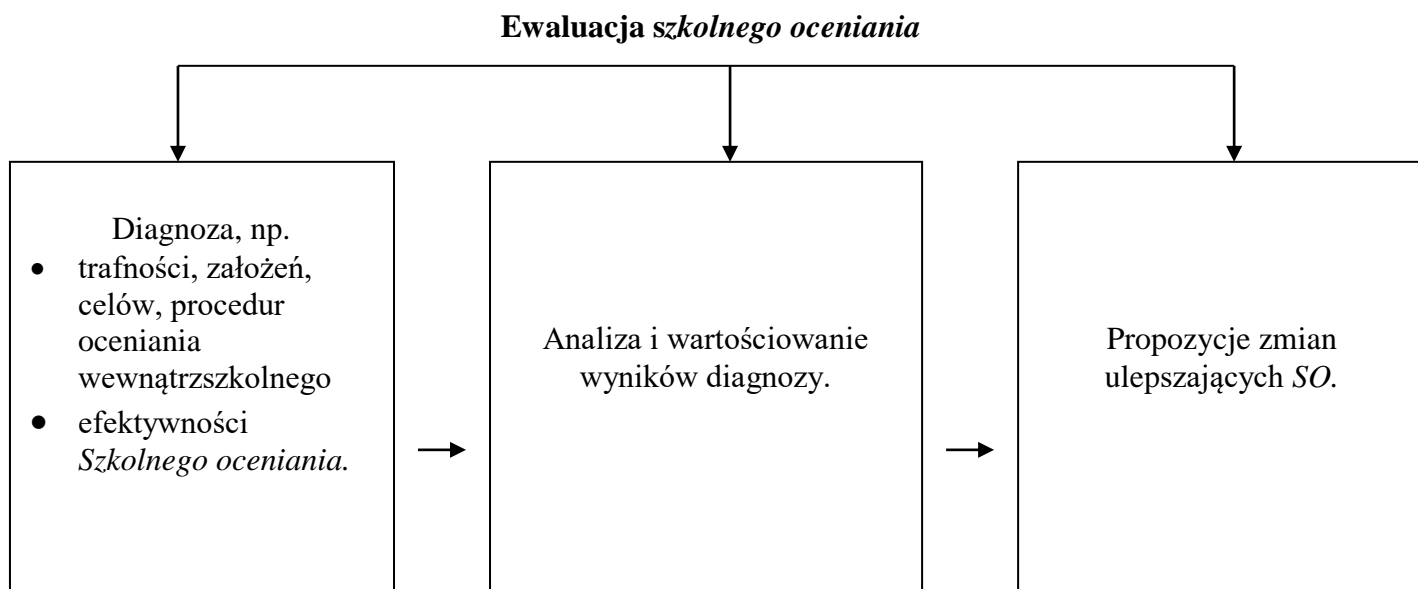 Ewaluacja szkolnego oceniania
Diagnoza, np.
• trafności, założeń,
celów, procedur
oceniania
wewnątrzszkolnego
• efektywności
Szkolnego oceniania.
Analiza i wartościowanie
wyników diagnozy.
Propozycje zmian
ulepszających SO.